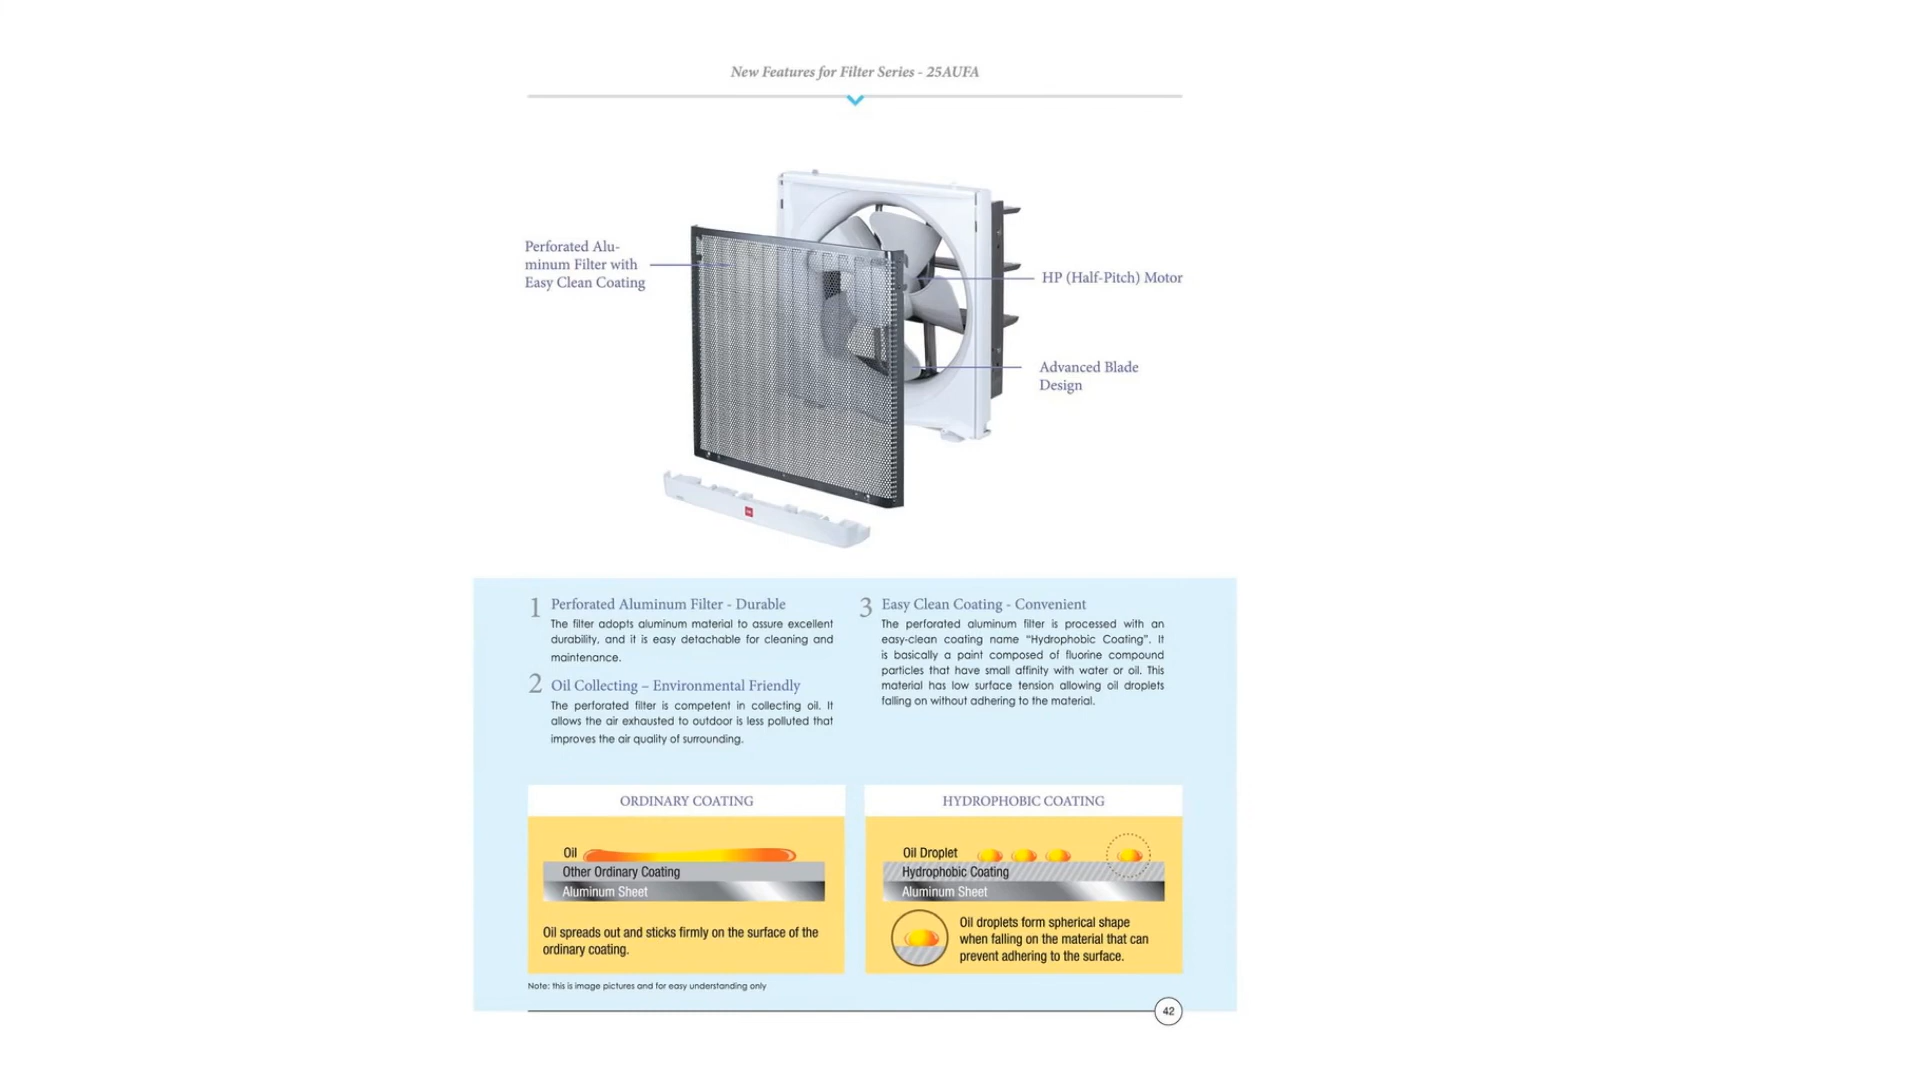 New Features for Filter Series - 25AUFA
Perforated Alu-
minum Filter with
Easy Clean Coating
HP (Half-Pitch) Motor
Advanced Blade
Design
1 Perforated Aluminum Filter - Durable
The filter adopts aluminum material to assure excellent
durability, and it is easy detachable for cleaning and
maintenance.
2 Oil Collecting – Environmental Friendly
The perforated filter is competent in collecting oil. It
allows the air exhausted to outdoor is less polluted that
improves the air quality of surrounding.
3 Easy Clean Coating - Convenient
The perforated aluminum filter is processed with an
easy-clean coating name “Hydrophobic Coating”. It
is basically a paint composed of fluorine compound
particles that have small affinity with water or oil. This
material has low surface tension allowing oil droplets
falling on without adhering to the material.
ORDINARY COATING
Oil
Other Ordinary Coating
Aluminum Sheet
Oil spreads out and sticks firmly on the surface of the
ordinary coating.
HYDROPHOBIC COATING
Oil Droplet
Hydrophobic Coating
Aluminum Sheet
Oil droplets form spherical shape
when falling on the material that can
prevent adhering to the surface.
Note: this is image pictures and for easy understanding only
42